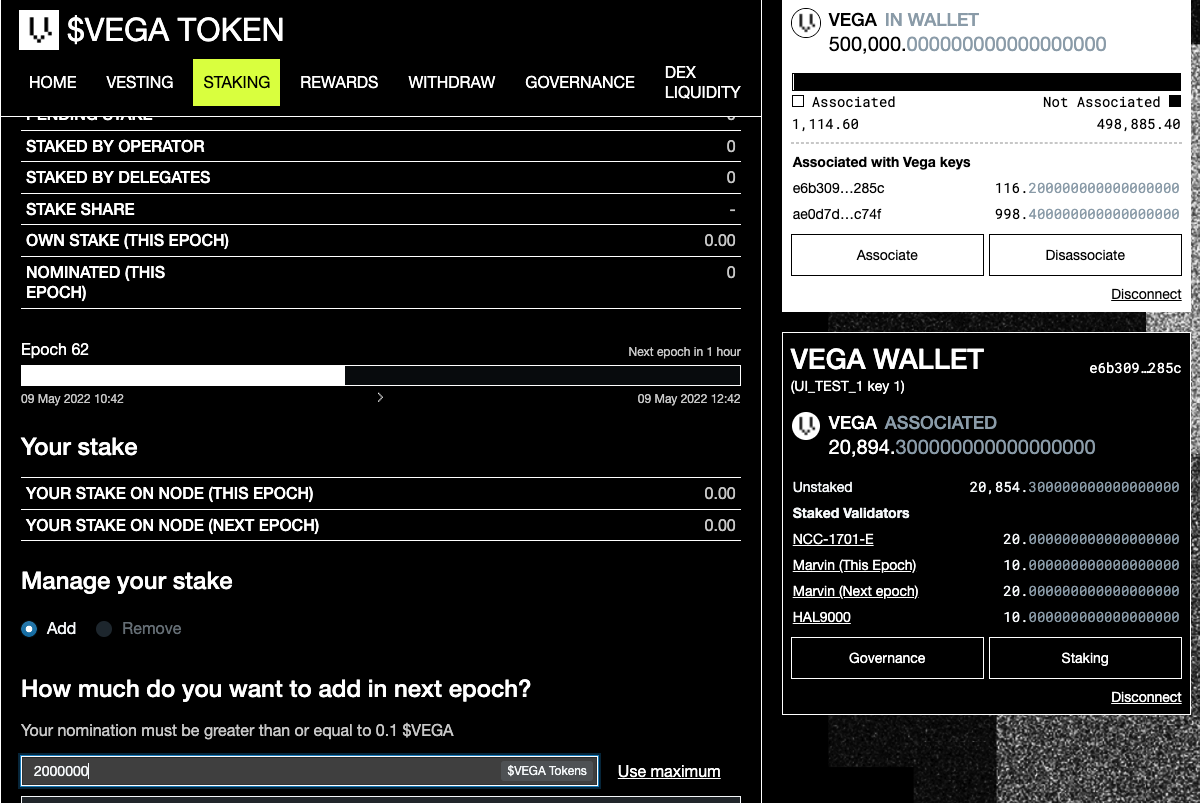 $VEGA TOKEN
HOME VESTING STAKING REWARDS WITHDRAW GOVERNANCE DEX LIQUIDITY
PENDING STAKE 0
STAKED BY OPERATOR 0
STAKED BY DELEGATES 0
STAKE SHARE -
OWN STAKE (THIS EPOCH) 0.00
NOMINATED (THIS 0
EPOCH)
Epoch 62 Next epoch in 1 hour
09 May 2022 10:42 > 09 May 2022 12:42
Your stake
YOUR STAKE ON NODE (THIS EPOCH) 0.00
YOUR STAKE ON NODE (NEXT EPOCH) 0.00
Manage your stake
Add Remove
How much do you want to add in next epoch?
Your nomination must be greater than or equal to 0.1 $VEGA
2000000 $VEGA Tokens Use maximum
VEGA IN WALLET
500,000.000000000000000000
Associated Not Associated
1,114.60 498,885.40
Associated with Vega keys
e6b309…285c 116.200000000000000000
ae0d7d…c74f 998.400000000000000000
Associate Disassociate
Disconnect
VEGA WALLET e6b309…285c
(UI_TEST_1 key 1)
VEGA ASSOCIATED
20,894.300000000000000000
Unstaked 20,854.300000000000000000
Staked Validators
NCC-1701-E 20.000000000000000000
Marvin (This Epoch) 10.000000000000000000
Marvin (Next epoch) 20.000000000000000000
HAL9000 10.000000000000000000
Governance Staking
Disconnect